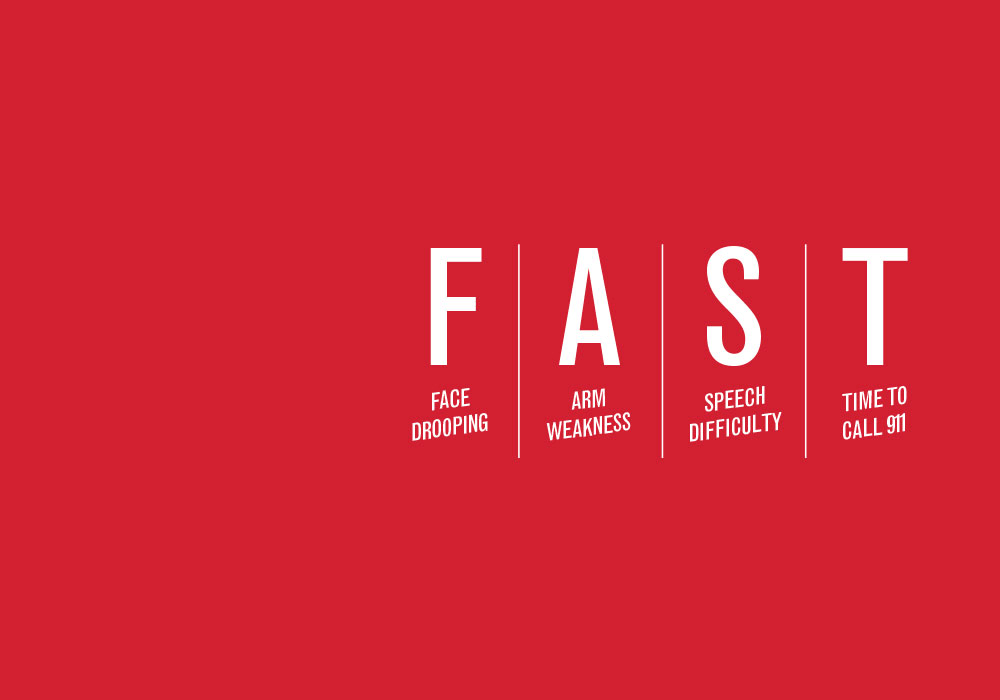 F A S T
FACE
DROOPING
ARM
WEAKNESS
SPEECH
DIFFICULTY
TIME TO
CALL 911